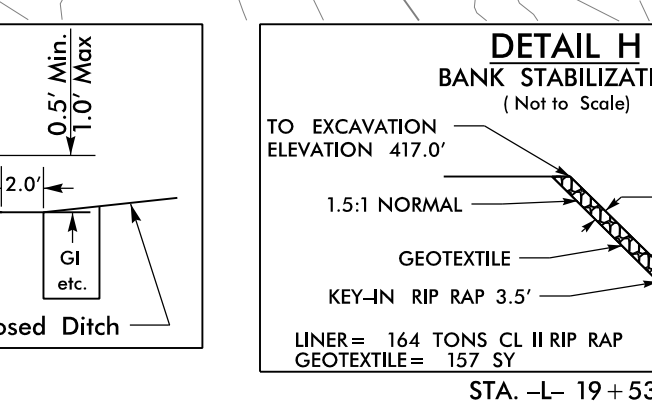 0.5' Min.
1.0' Max
2.0'
GI
etc.
Ditch
DETAIL H
BANK
( Not to Scale)
TO EXCAVATION
ELEVATION 417.0'
1.5:1 NORMAL
GEOTEXTILE
KEY-IN RIP RAP 3.5'
LINER= 164 TONS CL II RIP RAP
GEOTEXTILE= 157 SY
STA. -L- 19+53